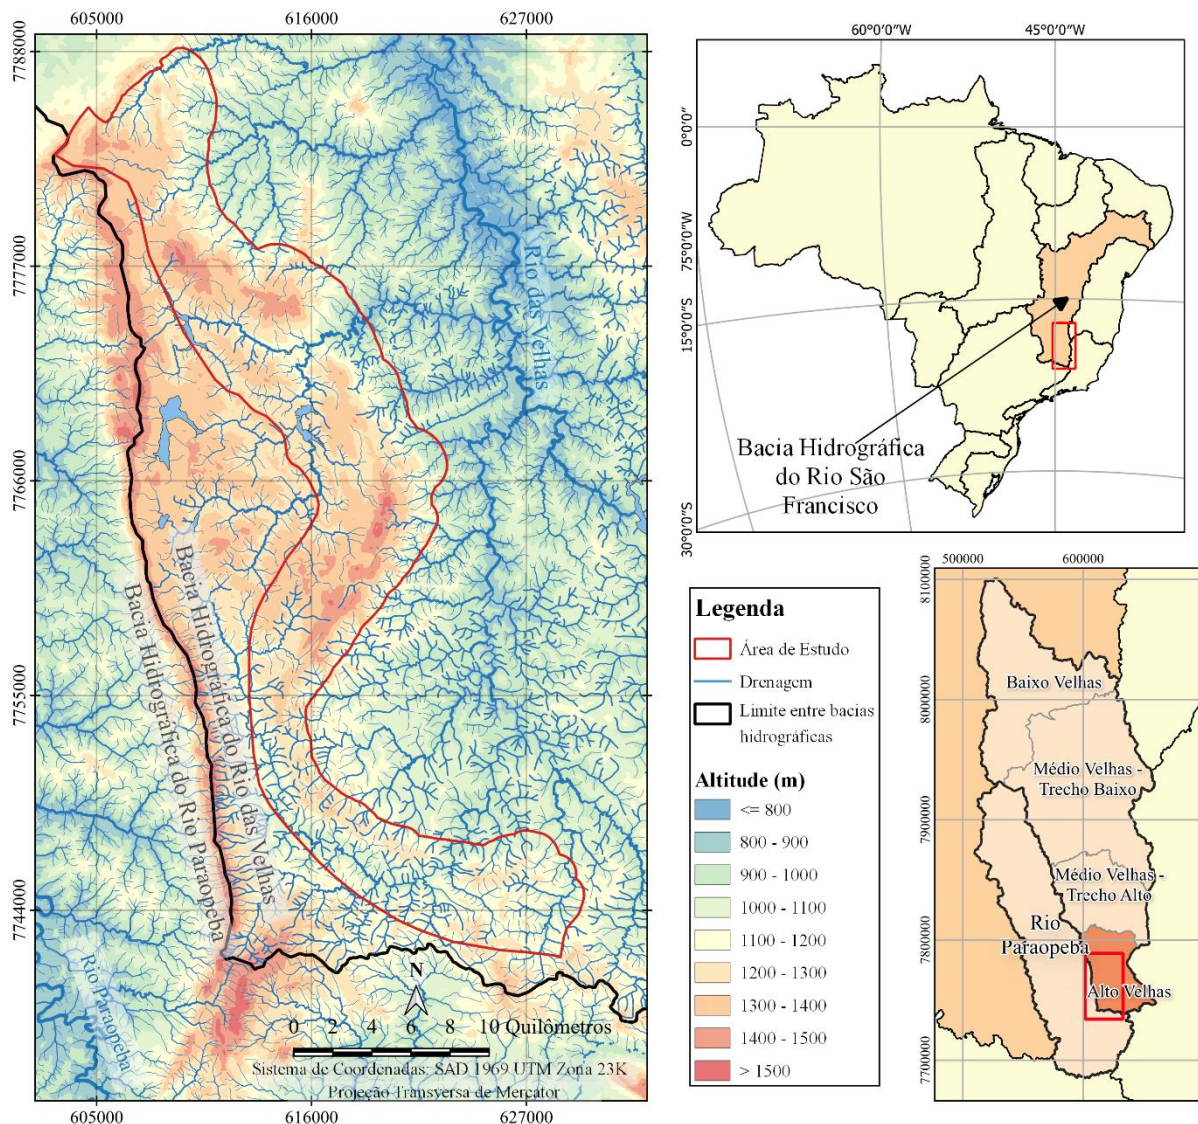 605000
616000
627000
7788000
7777000
7766000
7755000
7744000
Rio das Velhas
Bacia Hidrográfica do Rio das Velhas
Bacia Hidrográfica do Rio Paraopeba
Rio Paraopeba
N
0 2 4 6 8 10 Quilômetros
Sistema de Coordenadas: SAD 1969 UTM Zona 23K
Projeção Transversa de Mercator
605000
616000
627000
60°0'0"W
45°0'0"W
0°0'0"
75°0'0"W
15°0'0"S
30°0'0"S
Bacia Hidrográfica
do Rio São
Francisco
Legenda
Área de Estudo
Drenagem
Limite entre bacias
hidrográficas
Altitude (m)
<= 800
800 - 900
900 - 1000
1000 - 1100
1100 - 1200
1200 - 1300
1300 - 1400
1400 - 1500
> 1500
500000
600000
8100000
8000000
7900000
7800000
7700000
Baixo Velhas
Médio Velhas -
Trecho Baixo
Médio Velhas -
Trecho Alto
Rio
Paraopeba
Alto Velhas